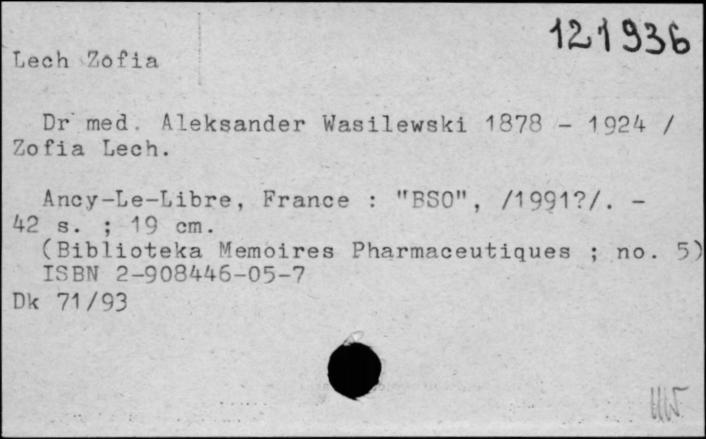 121936
Lech Zofia
Dr med. Aleksander Wasilewski 1878 - 1924 /
Zofia Lech.
Ancy-Le-Libre, France : "BSO", /1991?/. -
42 s. ; 19 cm.
(Biblioteka Memoires Pharmaceutiques ; no. 5)
ISBN 2-908446-05-7
Dk 71/93